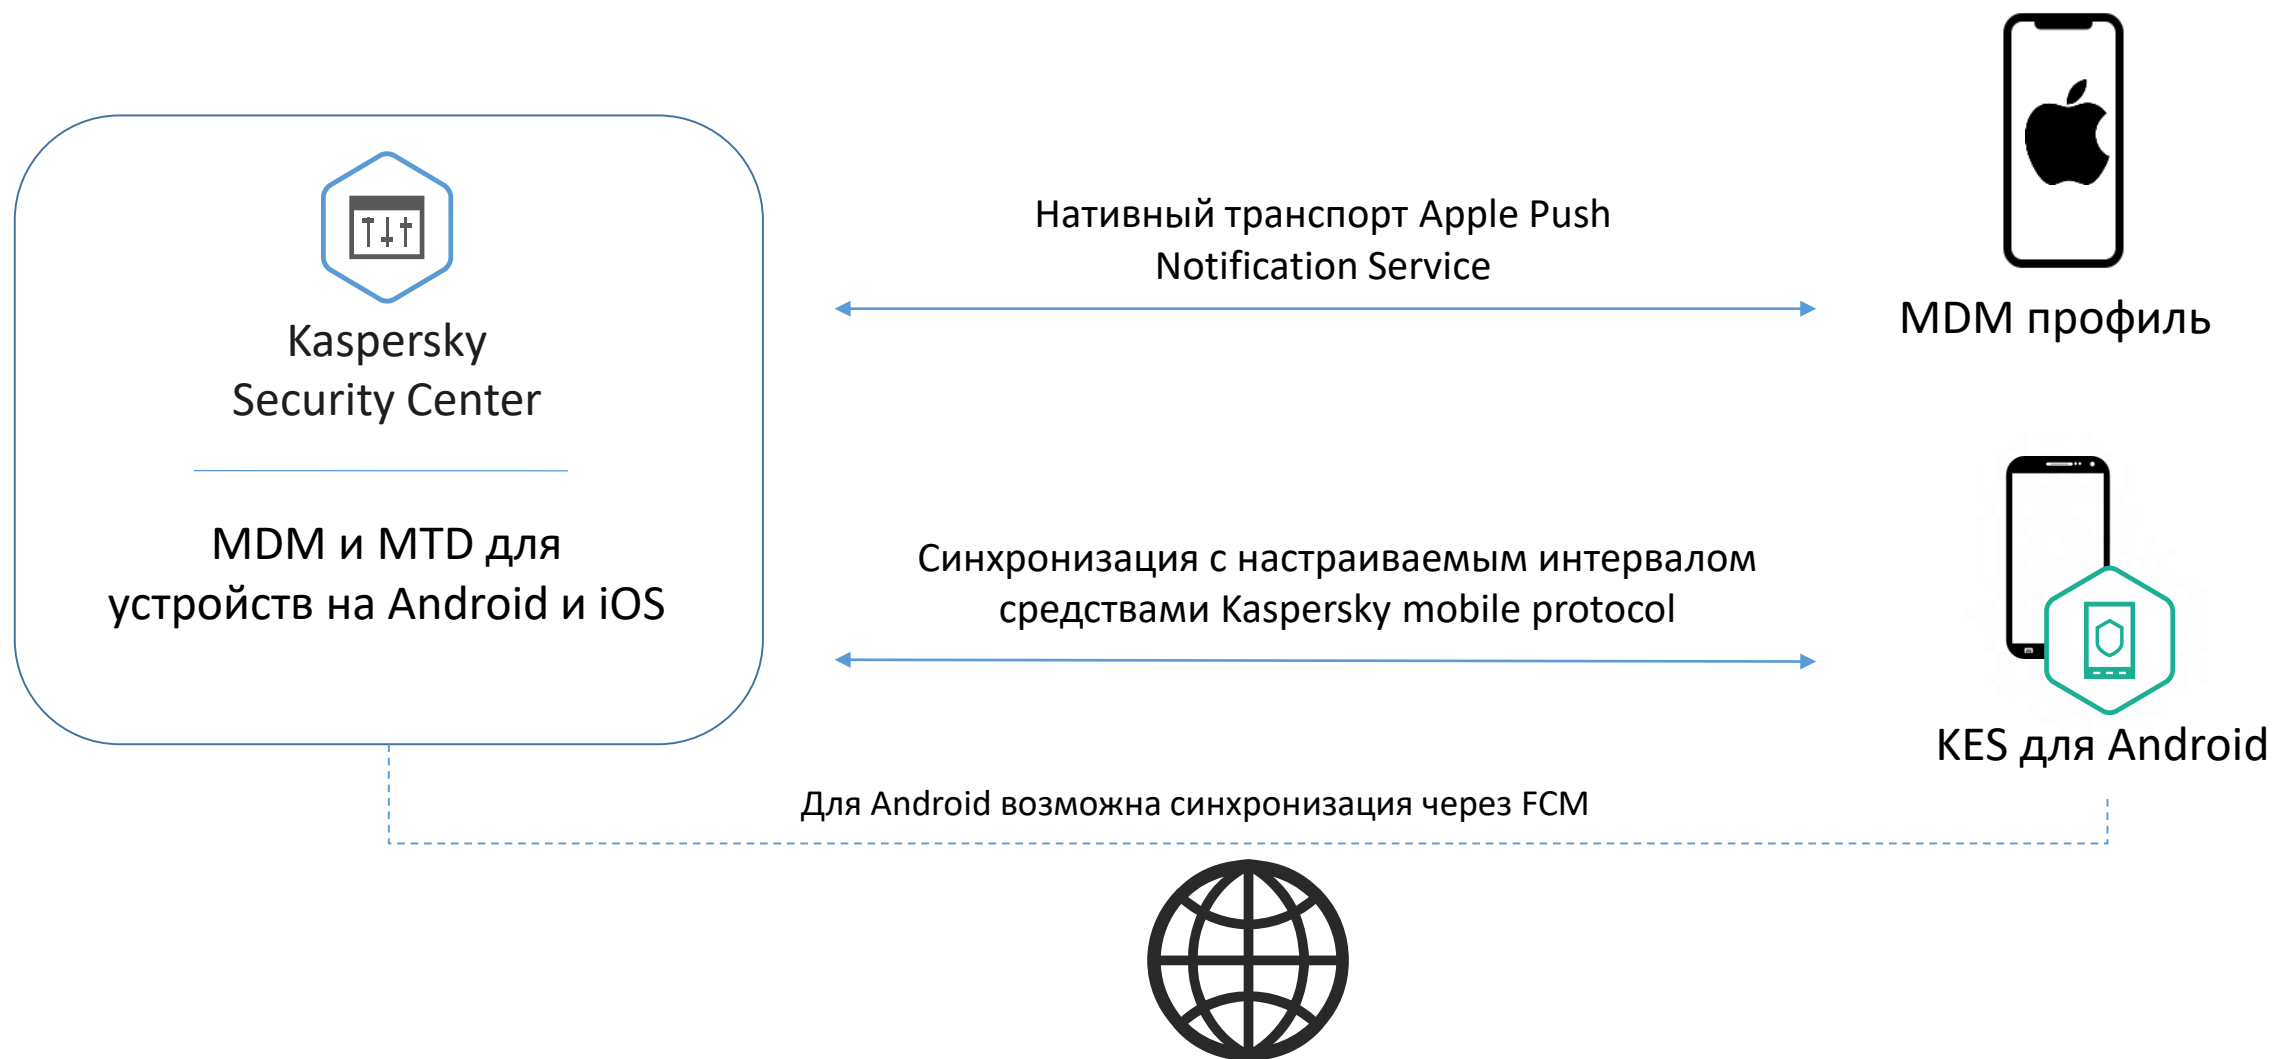 Kaspersky
Security Center
MDM и MTD для
устройств на Android и iOS
Нативный транспорт Apple Push
Notification Service
MDM профиль
Синхронизация с настраиваемым интервалом
средствами Kaspersky mobile protocol
KES для Android
Для Android возможна синхронизация через FCM